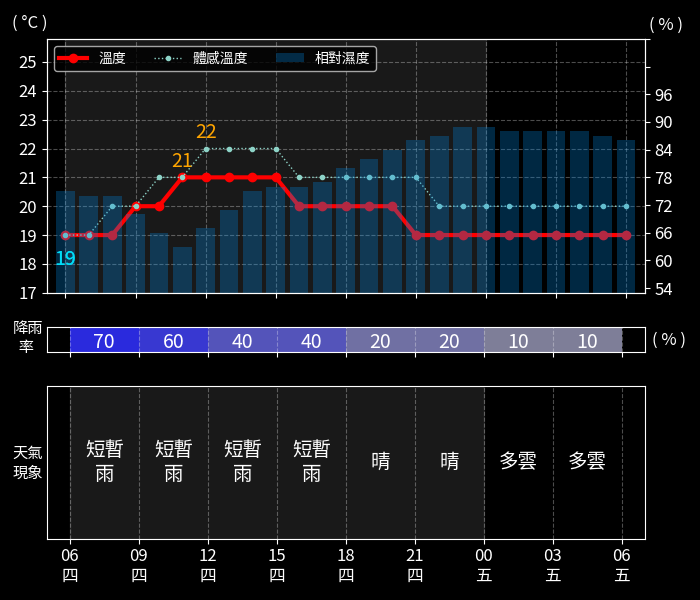 ( °C )
( % )
溫度 體感溫度 相對濕度
25
24
23
22
21
20
19
18
17
96
90
84
78
72
66
60
54
22
21
19
降雨
率
70 60 40 40 20 20 10 10
( % )
天氣
現象
短暫
雨
短暫
雨
短暫
雨
短暫
雨
晴
晴
多雲
多雲
06 09 12 15 18 21 00 03 06
四 四 四 四 四 四 五 五 五